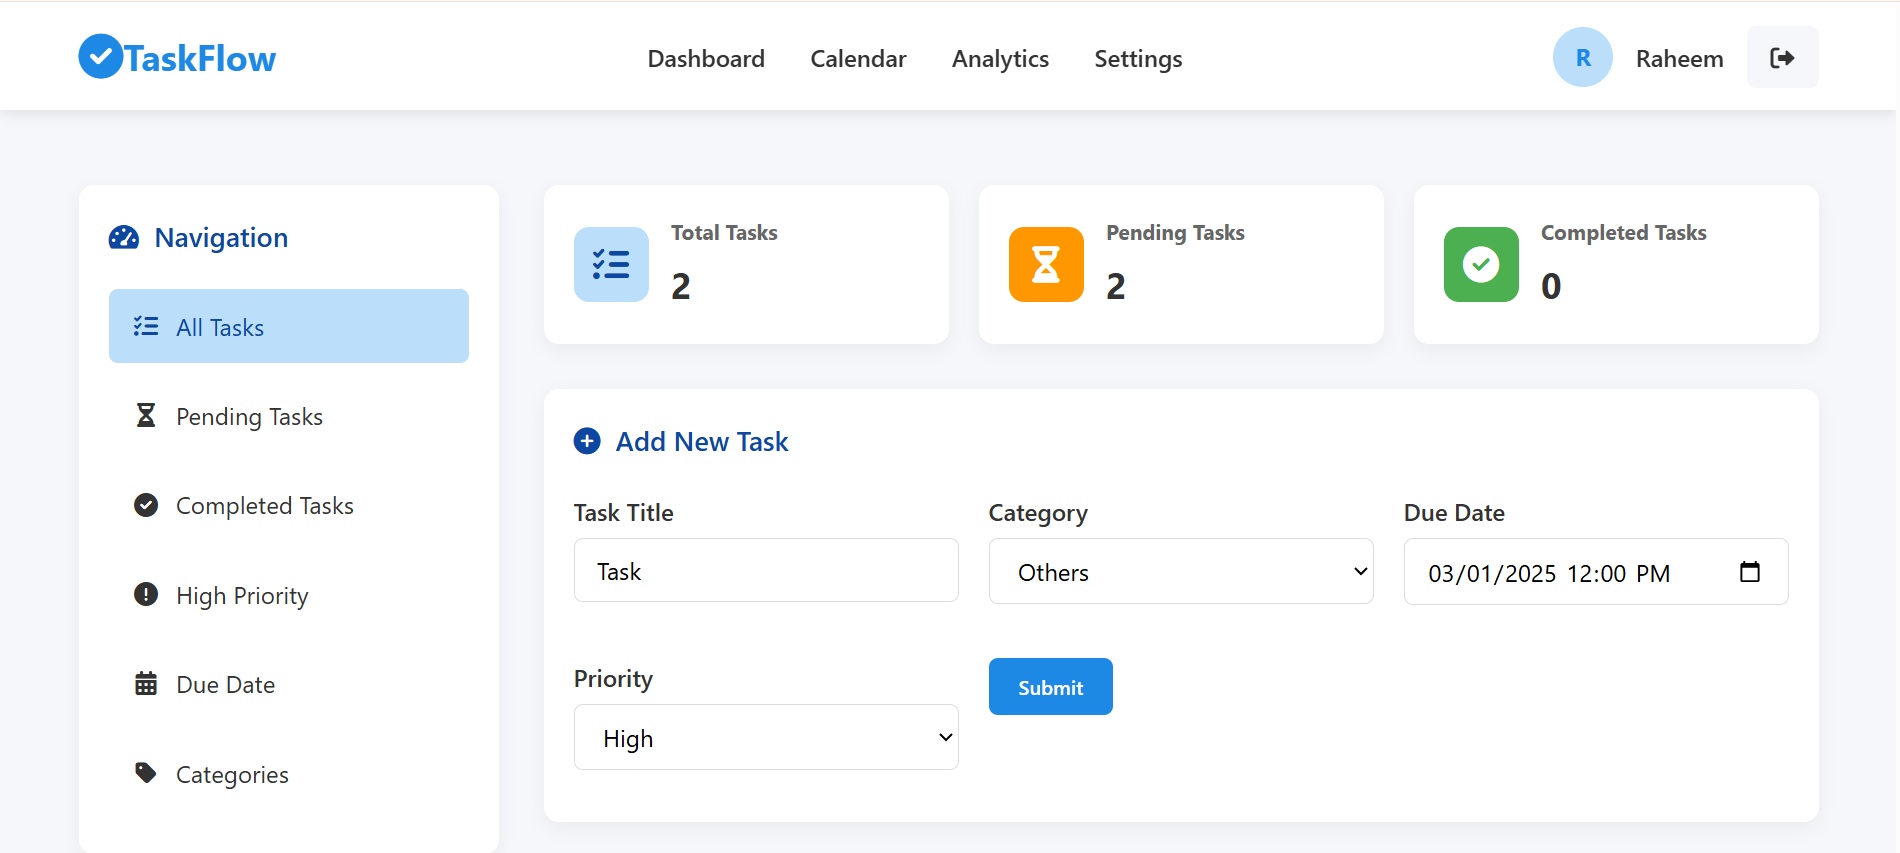 TaskFlow
Dashboard Calendar Analytics Settings
R Raheem
Navigation
All Tasks
Pending Tasks
Completed Tasks
High Priority
Due Date
Categories
Total Tasks
2
Pending Tasks
2
Completed Tasks
0
Add New Task
Task Title
Task
Category
Others
Due Date
03/01/2025 12:00 PM
Priority
High
Submit